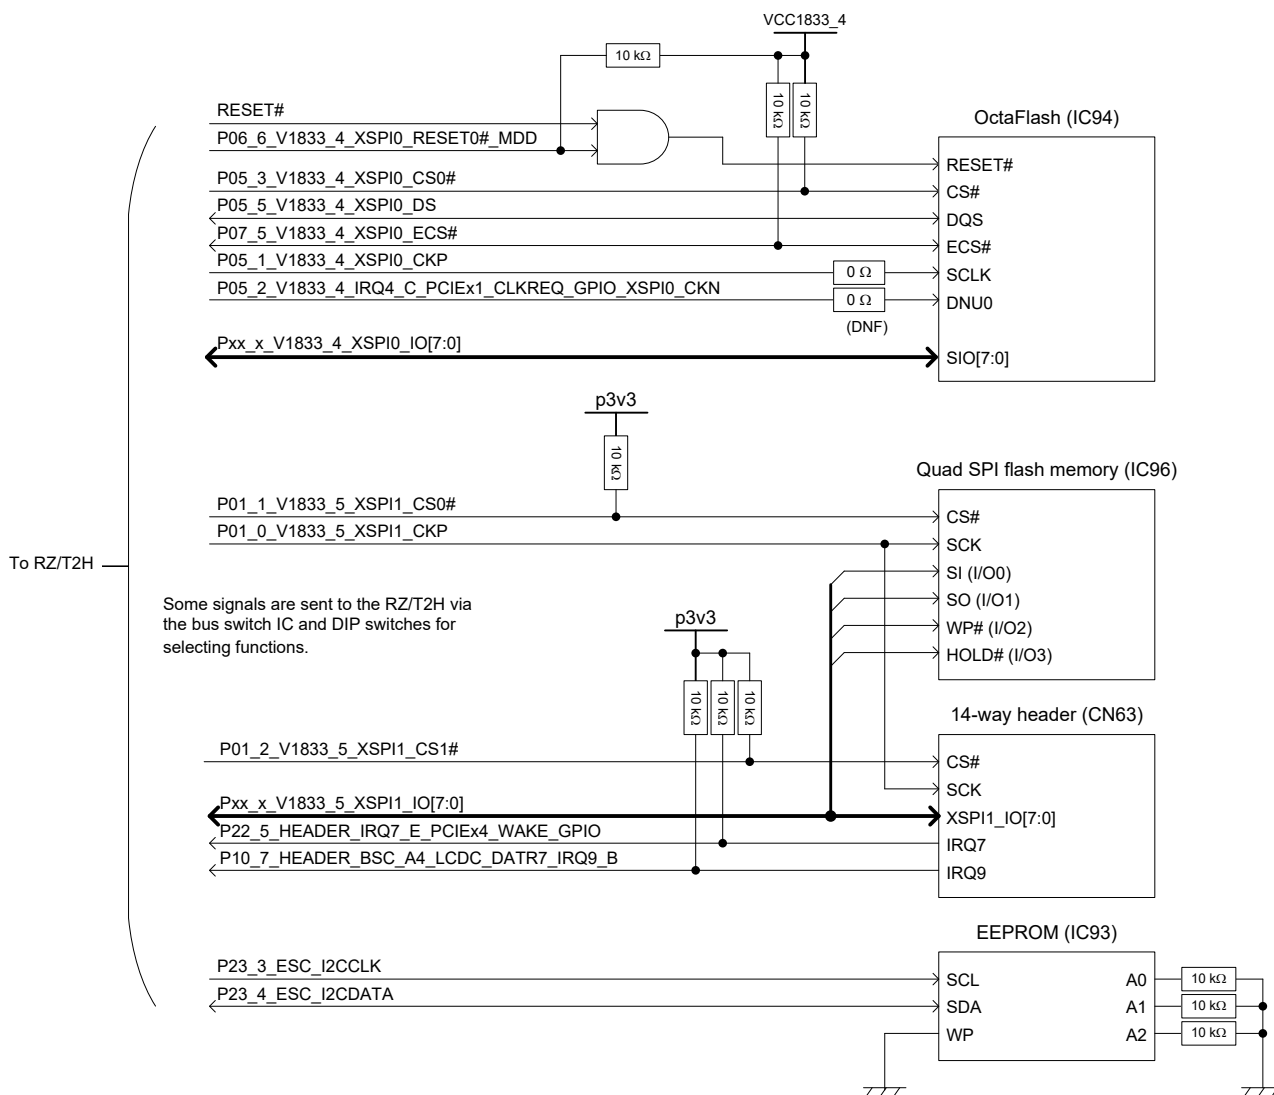 VCC1833_4
10 kΩ
10 kΩ
10 kΩ
RESET#
P06_6_V1833_4_XSPI0_RESET0#_MDD
P05_3_V1833_4_XSPI0_CS0#
P05_5_V1833_4_XSPI0_DS
P07_5_V1833_4_XSPI0_ECS#
P05_1_V1833_4_XSPI0_CKP
P05_2_V1833_4_IRQ4_C_PCIEx1_CLKREQ_GPIO_XSPI0_CKN
Pxx_x_V1833_4_XSPI0_IO[7:0]
0 Ω
0 Ω
(DNF)
OctaFlash (IC94)
RESET#
CS#
DQS
ECS#
SCLK
DNU0
SIO[7:0]
p3v3
10 kΩ
P01_1_V1833_5_XSPI1_CS0#
P01_0_V1833_5_XSPI1_CKP
Quad SPI flash memory (IC96)
CS#
SCK
SI (I/O0)
SO (I/O1)
WP# (I/O2)
HOLD# (I/O3)
To RZ/T2H
Some signals are sent to the RZ/T2H via
the bus switch IC and DIP switches for
selecting functions.
p3v3
10 kΩ
10 kΩ
10 kΩ
P01_2_V1833_5_XSPI1_CS1#
Pxx_x_V1833_5_XSPI1_IO[7:0]
P22_5_HEADER_IRQ7_E_PCIEx4_WAKE_GPIO
P10_7_HEADER_BSC_A4_LCDC_DATR7_IRQ9_B
14-way header (CN63)
CS#
SCK
XSPI1_IO[7:0]
IRQ7
IRQ9
P23_3_ESC_I2CCLK
P23_4_ESC_I2CDATA
EEPROM (IC93)
SCL
SDA
WP
A0
A1
A2
10 kΩ
10 kΩ
10 kΩ